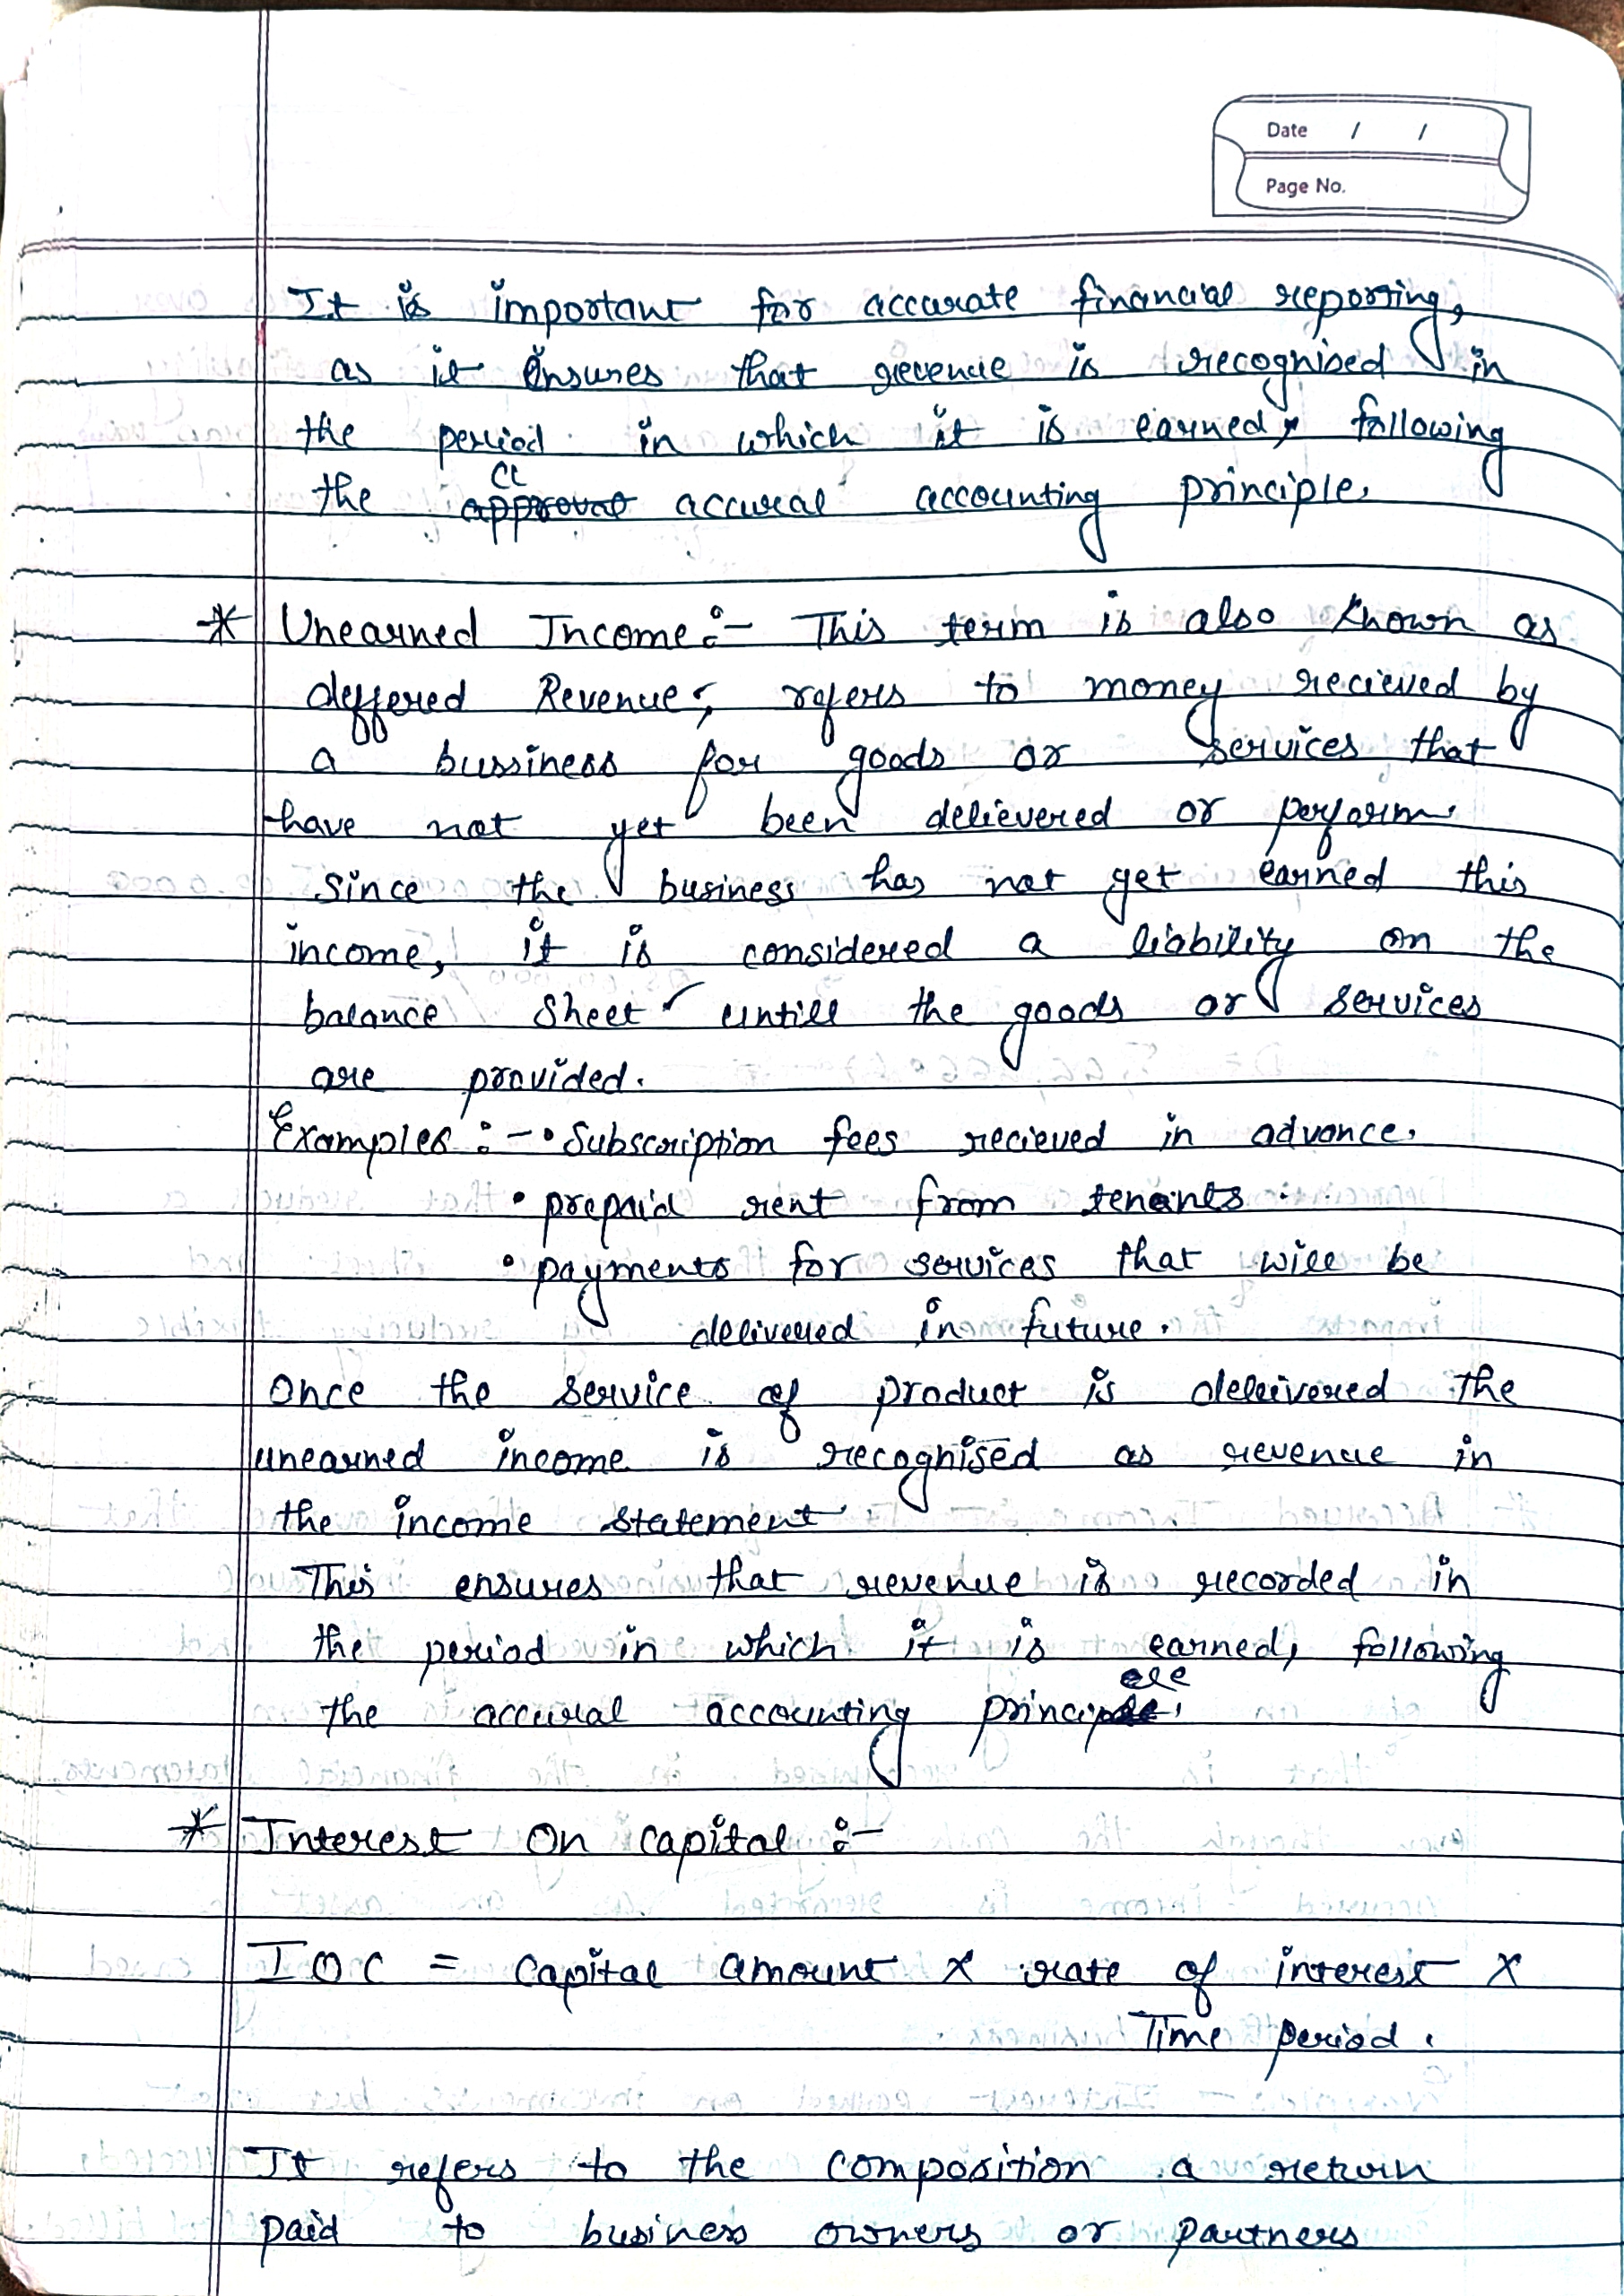 Date / /
Page No.
It is important for accurate financial reporting,
as it ensures that revenue is recognised in
the period in which it is earned, following
the accural accounting principle.
* Unearned Income :- This term is also known as
deffered Revenue, refers to money recieved by
a bussiness for goods or services that
have not yet been delievered or perform.
Since the business has not yet earned this
income, it is considered a liability on the
balance sheet untill the goods or services
are provided.
Examples :- • Subscription fees recieved in advance.
• prepaid rent from tenants.
• payments for services that will be
delivered in future.
Once the service of product is deleivered the
unearned income is recognised as revenue in
the income statement.
This ensures that revenue is recorded in
the period in which it is earned, following
the accural accounting principle.
* Interest On capital :-
IOC = Capital amount x rate of interest x
Time period.
It refers to the composition a return
paid to business owners or partners